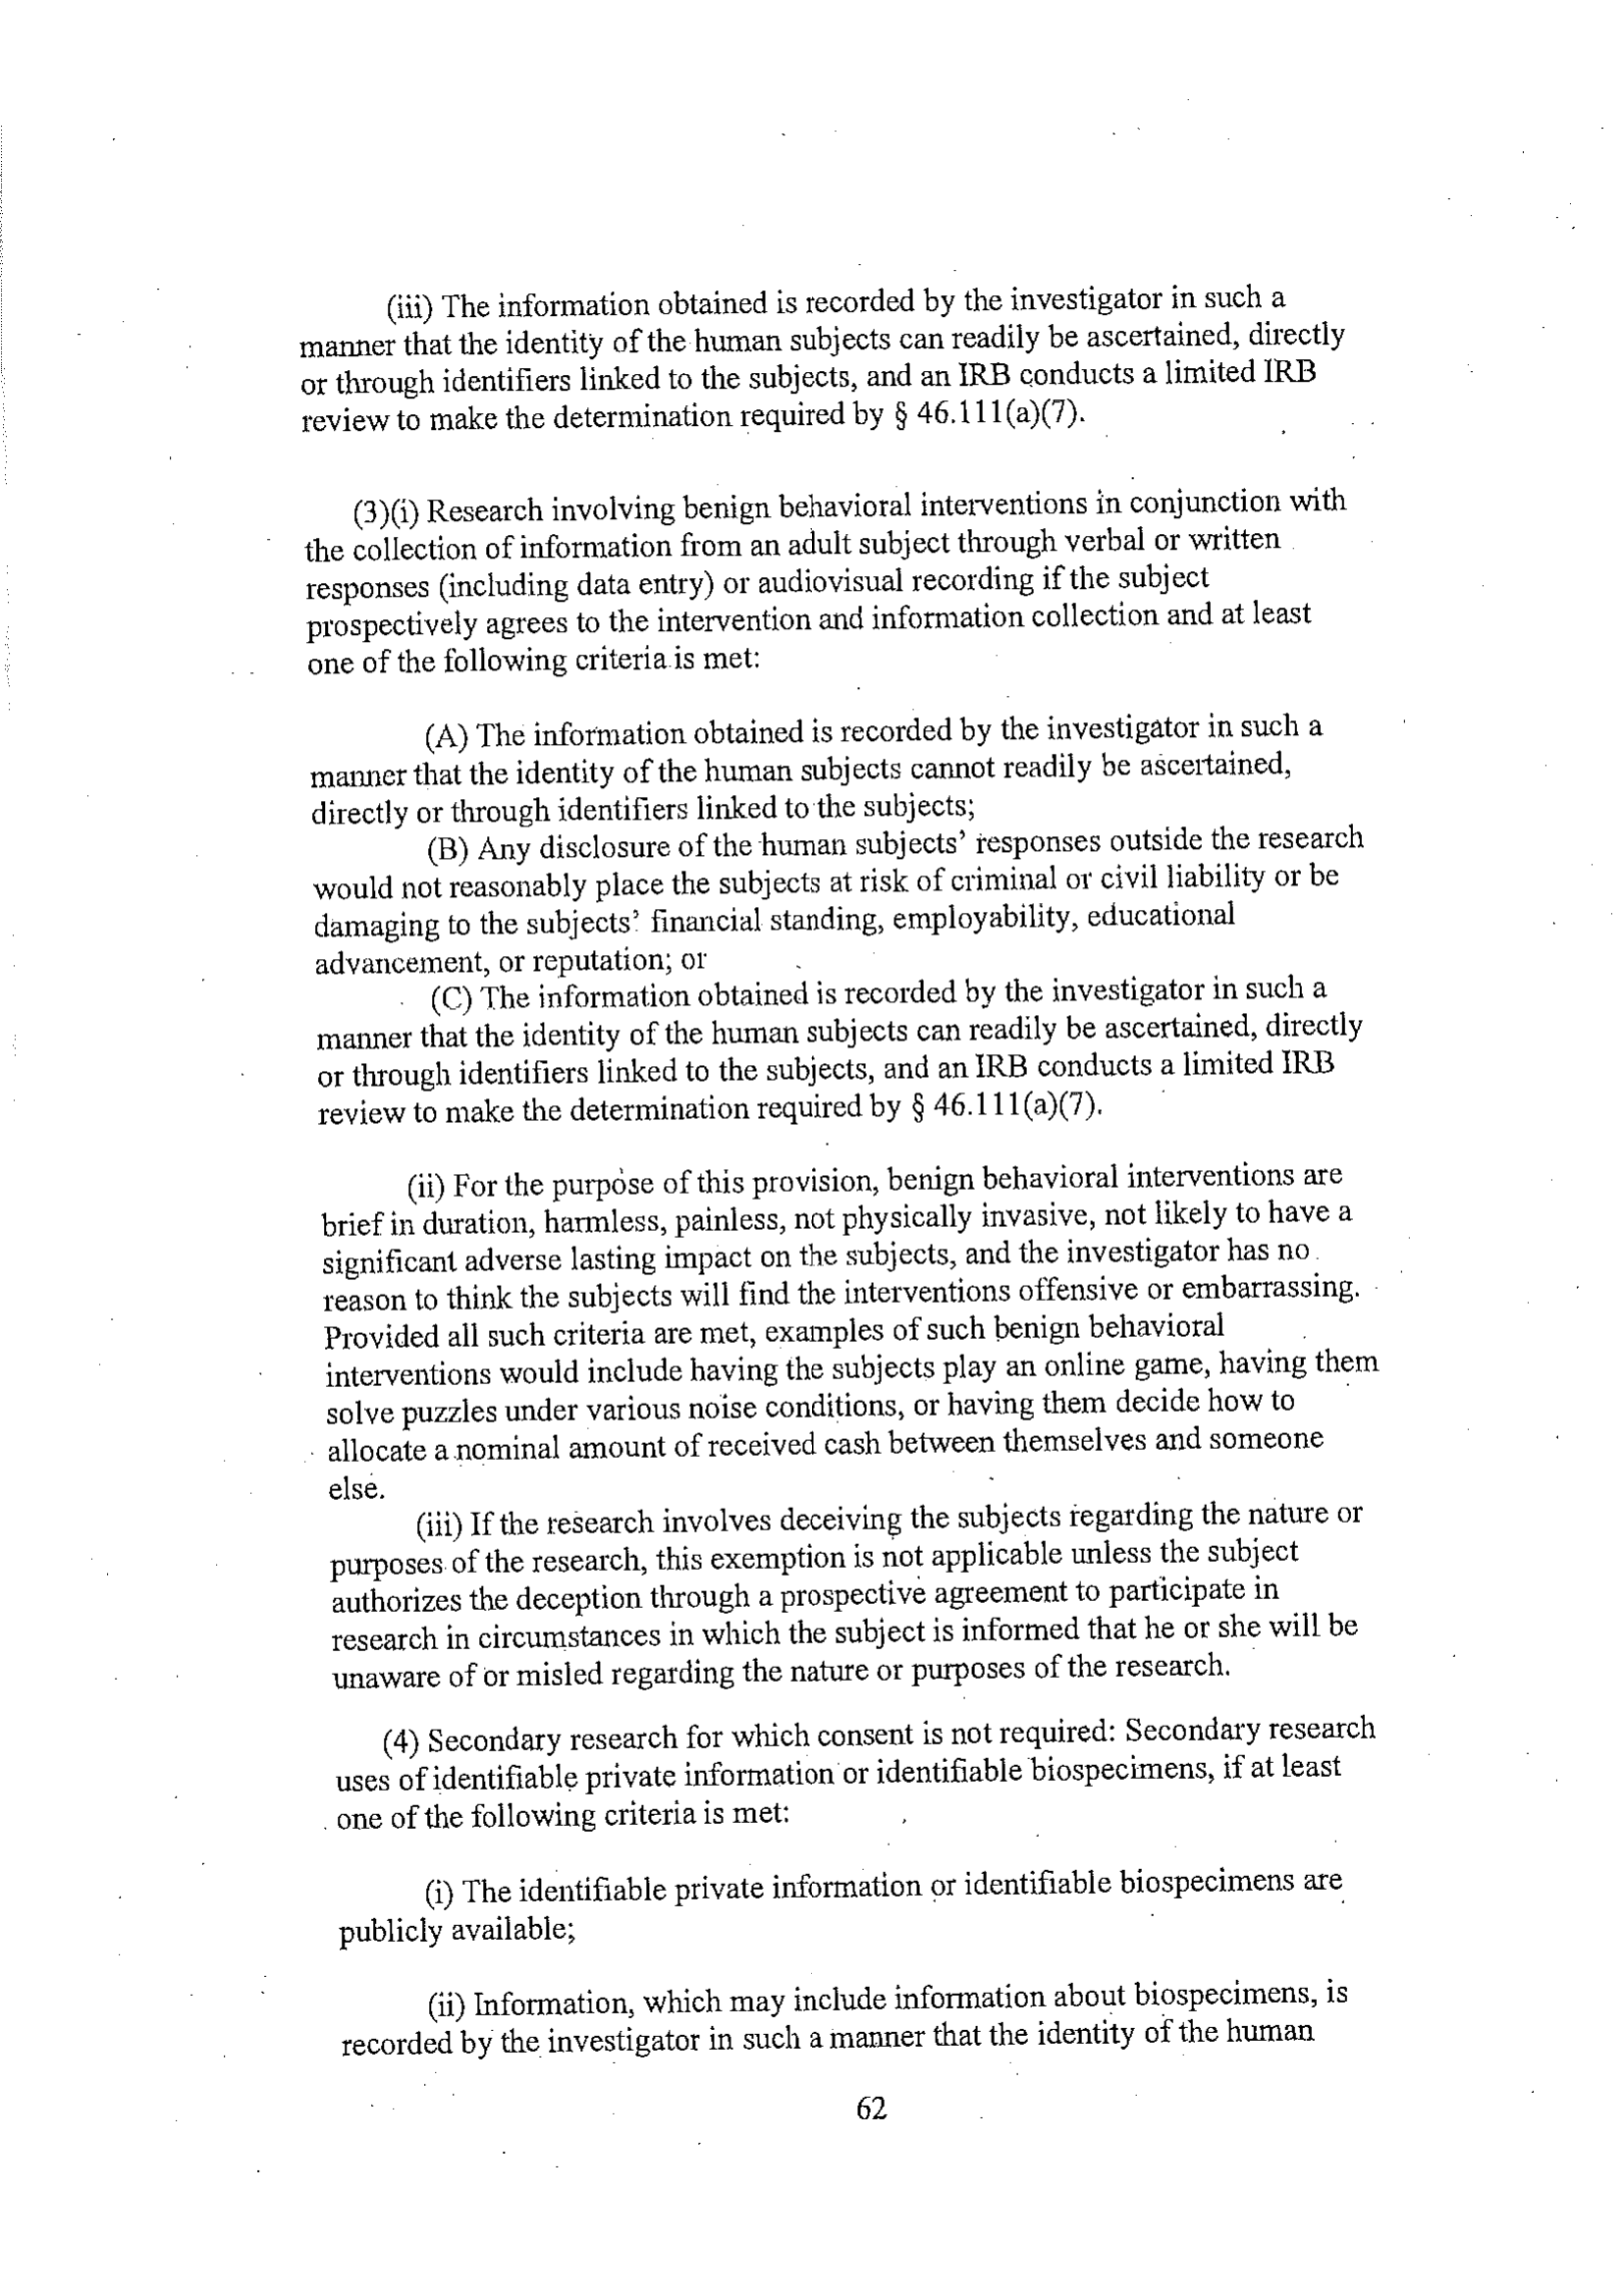 (iii) The information obtained is recorded by the investigator in such a
manner that the identity of the human subjects can readily be ascertained, directly
or through identifiers linked to the subjects, and an IRB conducts a limited IRB
review to make the determination required by § 46.111(a)(7).
(3)(i) Research involving benign behavioral interventions in conjunction with
the collection of information from an adult subject through verbal or written
responses (including data entry) or audiovisual recording if the subject
prospectively agrees to the intervention and information collection and at least
one of the following criteria is met:
(A) The information obtained is recorded by the investigator in such a
manner that the identity of the human subjects cannot readily be ascertained,
directly or through identifiers linked to the subjects;
(B) Any disclosure of the human subjects' responses outside the research
would not reasonably place the subjects at risk of criminal or civil liability or be
damaging to the subjects' financial standing, employability, educational
advancement, or reputation; or
(C) The information obtained is recorded by the investigator in such a
manner that the identity of the human subjects can readily be ascertained, directly
or through identifiers linked to the subjects, and an IRB conducts a limited IRB
review to make the determination required by § 46.111(a)(7).
(ii) For the purpose of this provision, benign behavioral interventions are
brief in duration, harmless, painless, not physically invasive, not likely to have a
significant adverse lasting impact on the subjects, and the investigator has no
reason to think the subjects will find the interventions offensive or embarrassing.
Provided all such criteria are met, examples of such benign behavioral
interventions would include having the subjects play an online game, having them
solve puzzles under various noise conditions, or having them decide how to
allocate a nominal amount of received cash between themselves and someone
else.
(iii) If the research involves deceiving the subjects regarding the nature or
purposes of the research, this exemption is not applicable unless the subject
authorizes the deception through a prospective agreement to participate in
research in circumstances in which the subject is informed that he or she will be
unaware of or misled regarding the nature or purposes of the research.
(4) Secondary research for which consent is not required: Secondary research
uses of identifiable private information or identifiable biospecimens, if at least
one of the following criteria is met:
(i) The identifiable private information or identifiable biospecimens are
publicly available;
(ii) Information, which may include information about biospecimens, is
recorded by the investigator in such a manner that the identity of the human
62